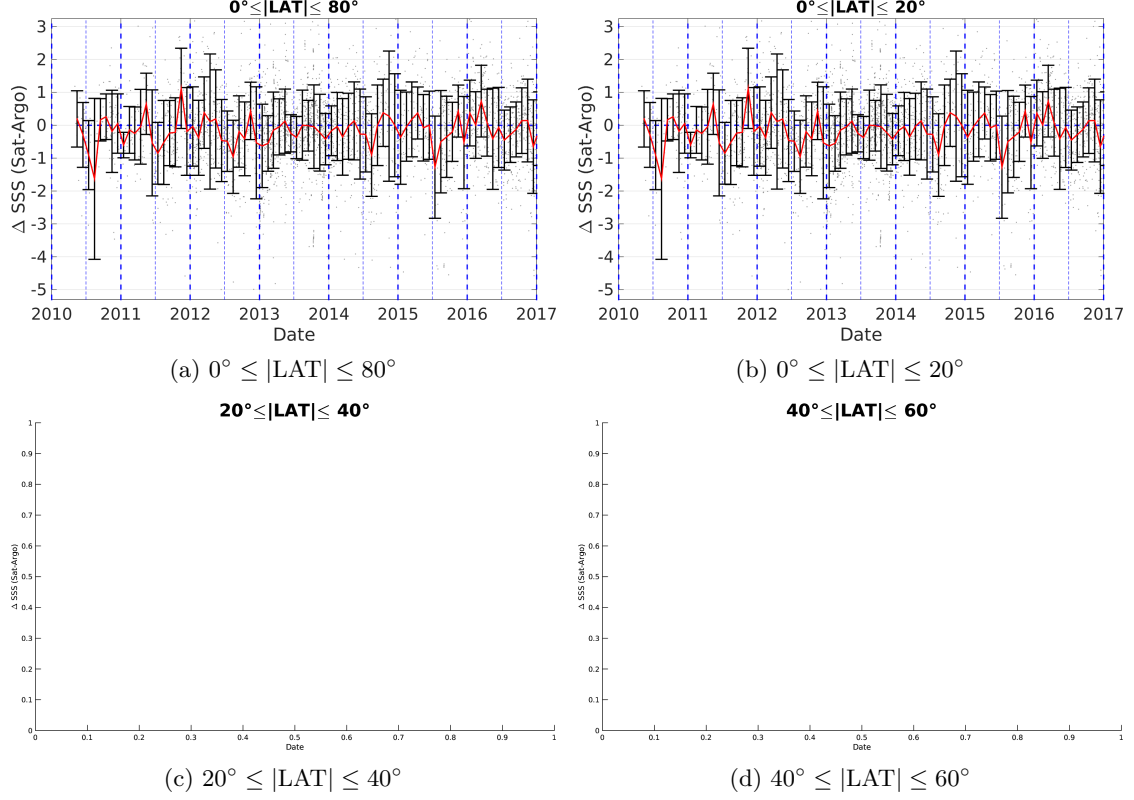 0°≤|LAT|≤ 80°
3
2
1
0
-1
-2
-3
-4
-5
Δ SSS (Sat-Argo)
2010 2011 2012 2013 2014 2015 2016 2017
Date
(a) 0° ≤ |LAT| ≤ 80°
0°≤|LAT|≤ 20°
3
2
1
0
-1
-2
-3
-4
-5
Δ SSS (Sat-Argo)
2010 2011 2012 2013 2014 2015 2016 2017
Date
(b) 0° ≤ |LAT| ≤ 20°
20°≤|LAT|≤ 40°
1
0.9
0.8
0.7
0.6
0.5
0.4
0.3
0.2
0.1
0
Δ SSS (Sat-Argo)
0 0.1 0.2 0.3 0.4 0.5 0.6 0.7 0.8 0.9 1
Date
(c) 20° ≤ |LAT| ≤ 40°
40°≤|LAT|≤ 60°
1
0.9
0.8
0.7
0.6
0.5
0.4
0.3
0.2
0.1
0
Δ SSS (Sat-Argo)
0 0.1 0.2 0.3 0.4 0.5 0.6 0.7 0.8 0.9 1
Date
(d) 40° ≤ |LAT| ≤ 60°